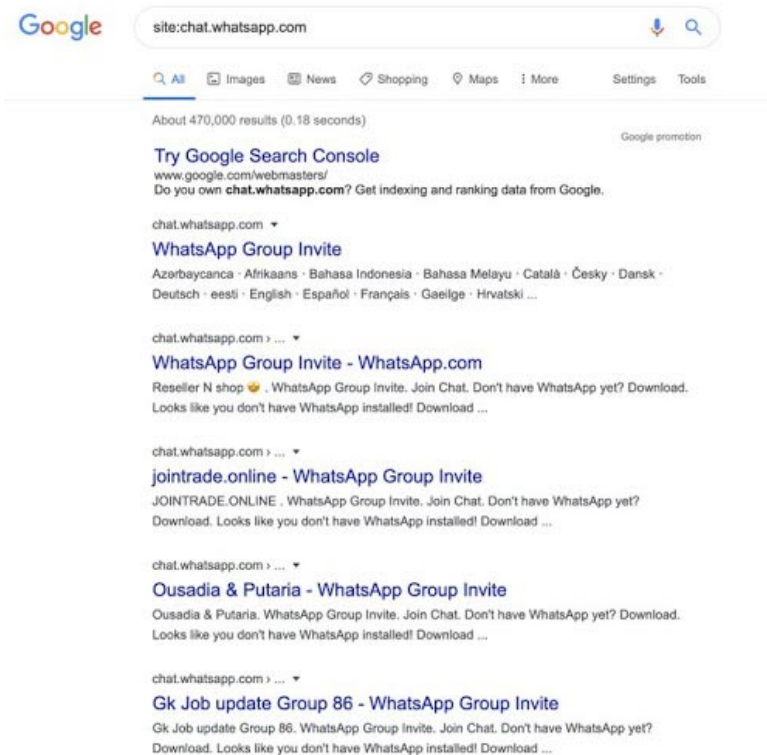 Google
site:chat.whatsapp.com
All Images News Shopping Maps More Settings Tools
About 470,000 results (0.18 seconds)
Google promotion
Try Google Search Console
www.google.com/webmasters/
Do you own chat.whatsapp.com? Get indexing and ranking data from Google.
chat.whatsapp.com
WhatsApp Group Invite
Azərbaycanca · Afrikaans · Bahasa Indonesia · Bahasa Melayu · Català · Česky · Dansk ·
Deutsch · eesti · English · Español · Français · Gaeilge · Hrvatski ...
chat.whatsapp.com › ...
WhatsApp Group Invite - WhatsApp.com
Reseller N shop 🤣 . WhatsApp Group Invite. Join Chat. Don't have WhatsApp yet? Download.
Looks like you don't have WhatsApp installed! Download ...
chat.whatsapp.com › ...
jointrade.online - WhatsApp Group Invite
JOINTRADE.ONLINE . WhatsApp Group Invite. Join Chat. Don't have WhatsApp yet?
Download. Looks like you don't have WhatsApp installed! Download ...
chat.whatsapp.com › ...
Ousadia & Putaria - WhatsApp Group Invite
Ousadia & Putaria. WhatsApp Group Invite. Join Chat. Don't have WhatsApp yet? Download.
Looks like you don't have WhatsApp installed! Download ...
chat.whatsapp.com › ...
Gk Job update Group 86 - WhatsApp Group Invite
Gk Job update Group 86. WhatsApp Group Invite. Join Chat. Don't have WhatsApp yet?
Download. Looks like you don't have WhatsApp installed! Download ...